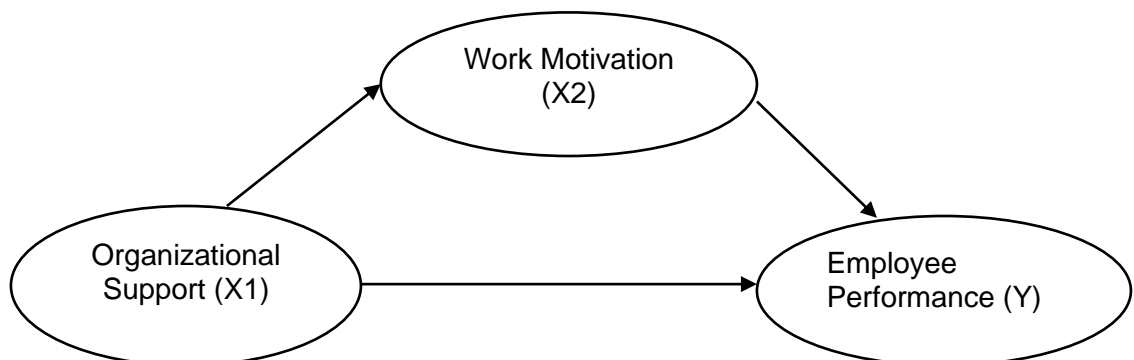 Work Motivation
(X2)
Organizational
Support (X1)
Employee
Performance (Y)